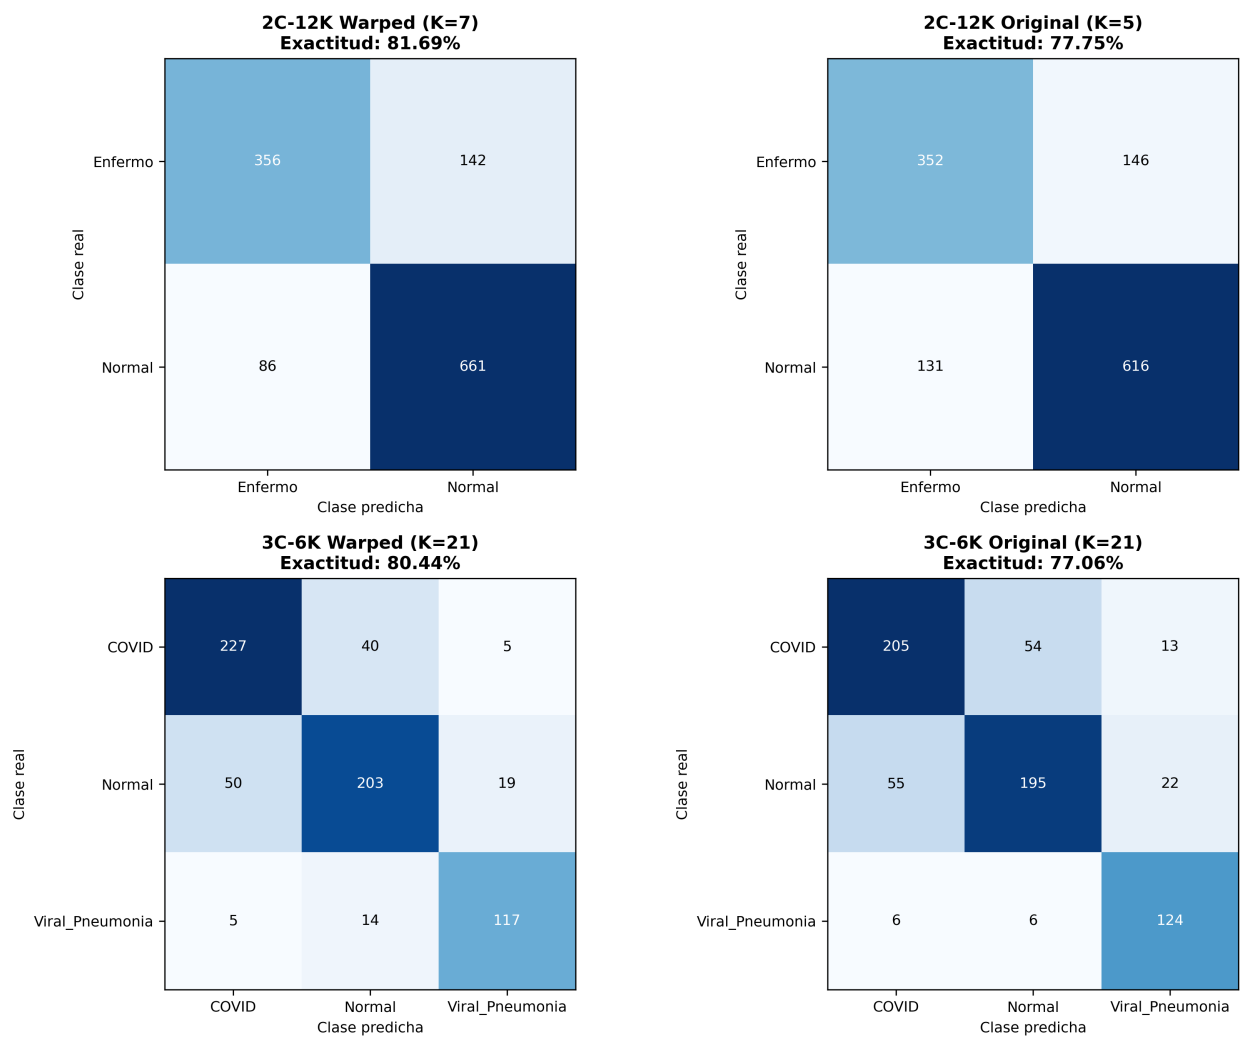 2C-12K Warped (K=7)
Exactitud: 81.69%
Enfermo
356
142
Clase real
Normal
86
661
Enfermo
Normal
Clase predicha
2C-12K Original (K=5)
Exactitud: 77.75%
Enfermo
352
146
Clase real
Normal
131
616
Enfermo
Normal
Clase predicha
3C-6K Warped (K=21)
Exactitud: 80.44%
COVID
227
40
5
Clase real
Normal
50
203
19
Viral_Pneumonia
5
14
117
COVID
Normal
Viral_Pneumonia
Clase predicha
3C-6K Original (K=21)
Exactitud: 77.06%
COVID
205
54
13
Clase real
Normal
55
195
22
Viral_Pneumonia
6
6
124
COVID
Normal
Viral_Pneumonia
Clase predicha